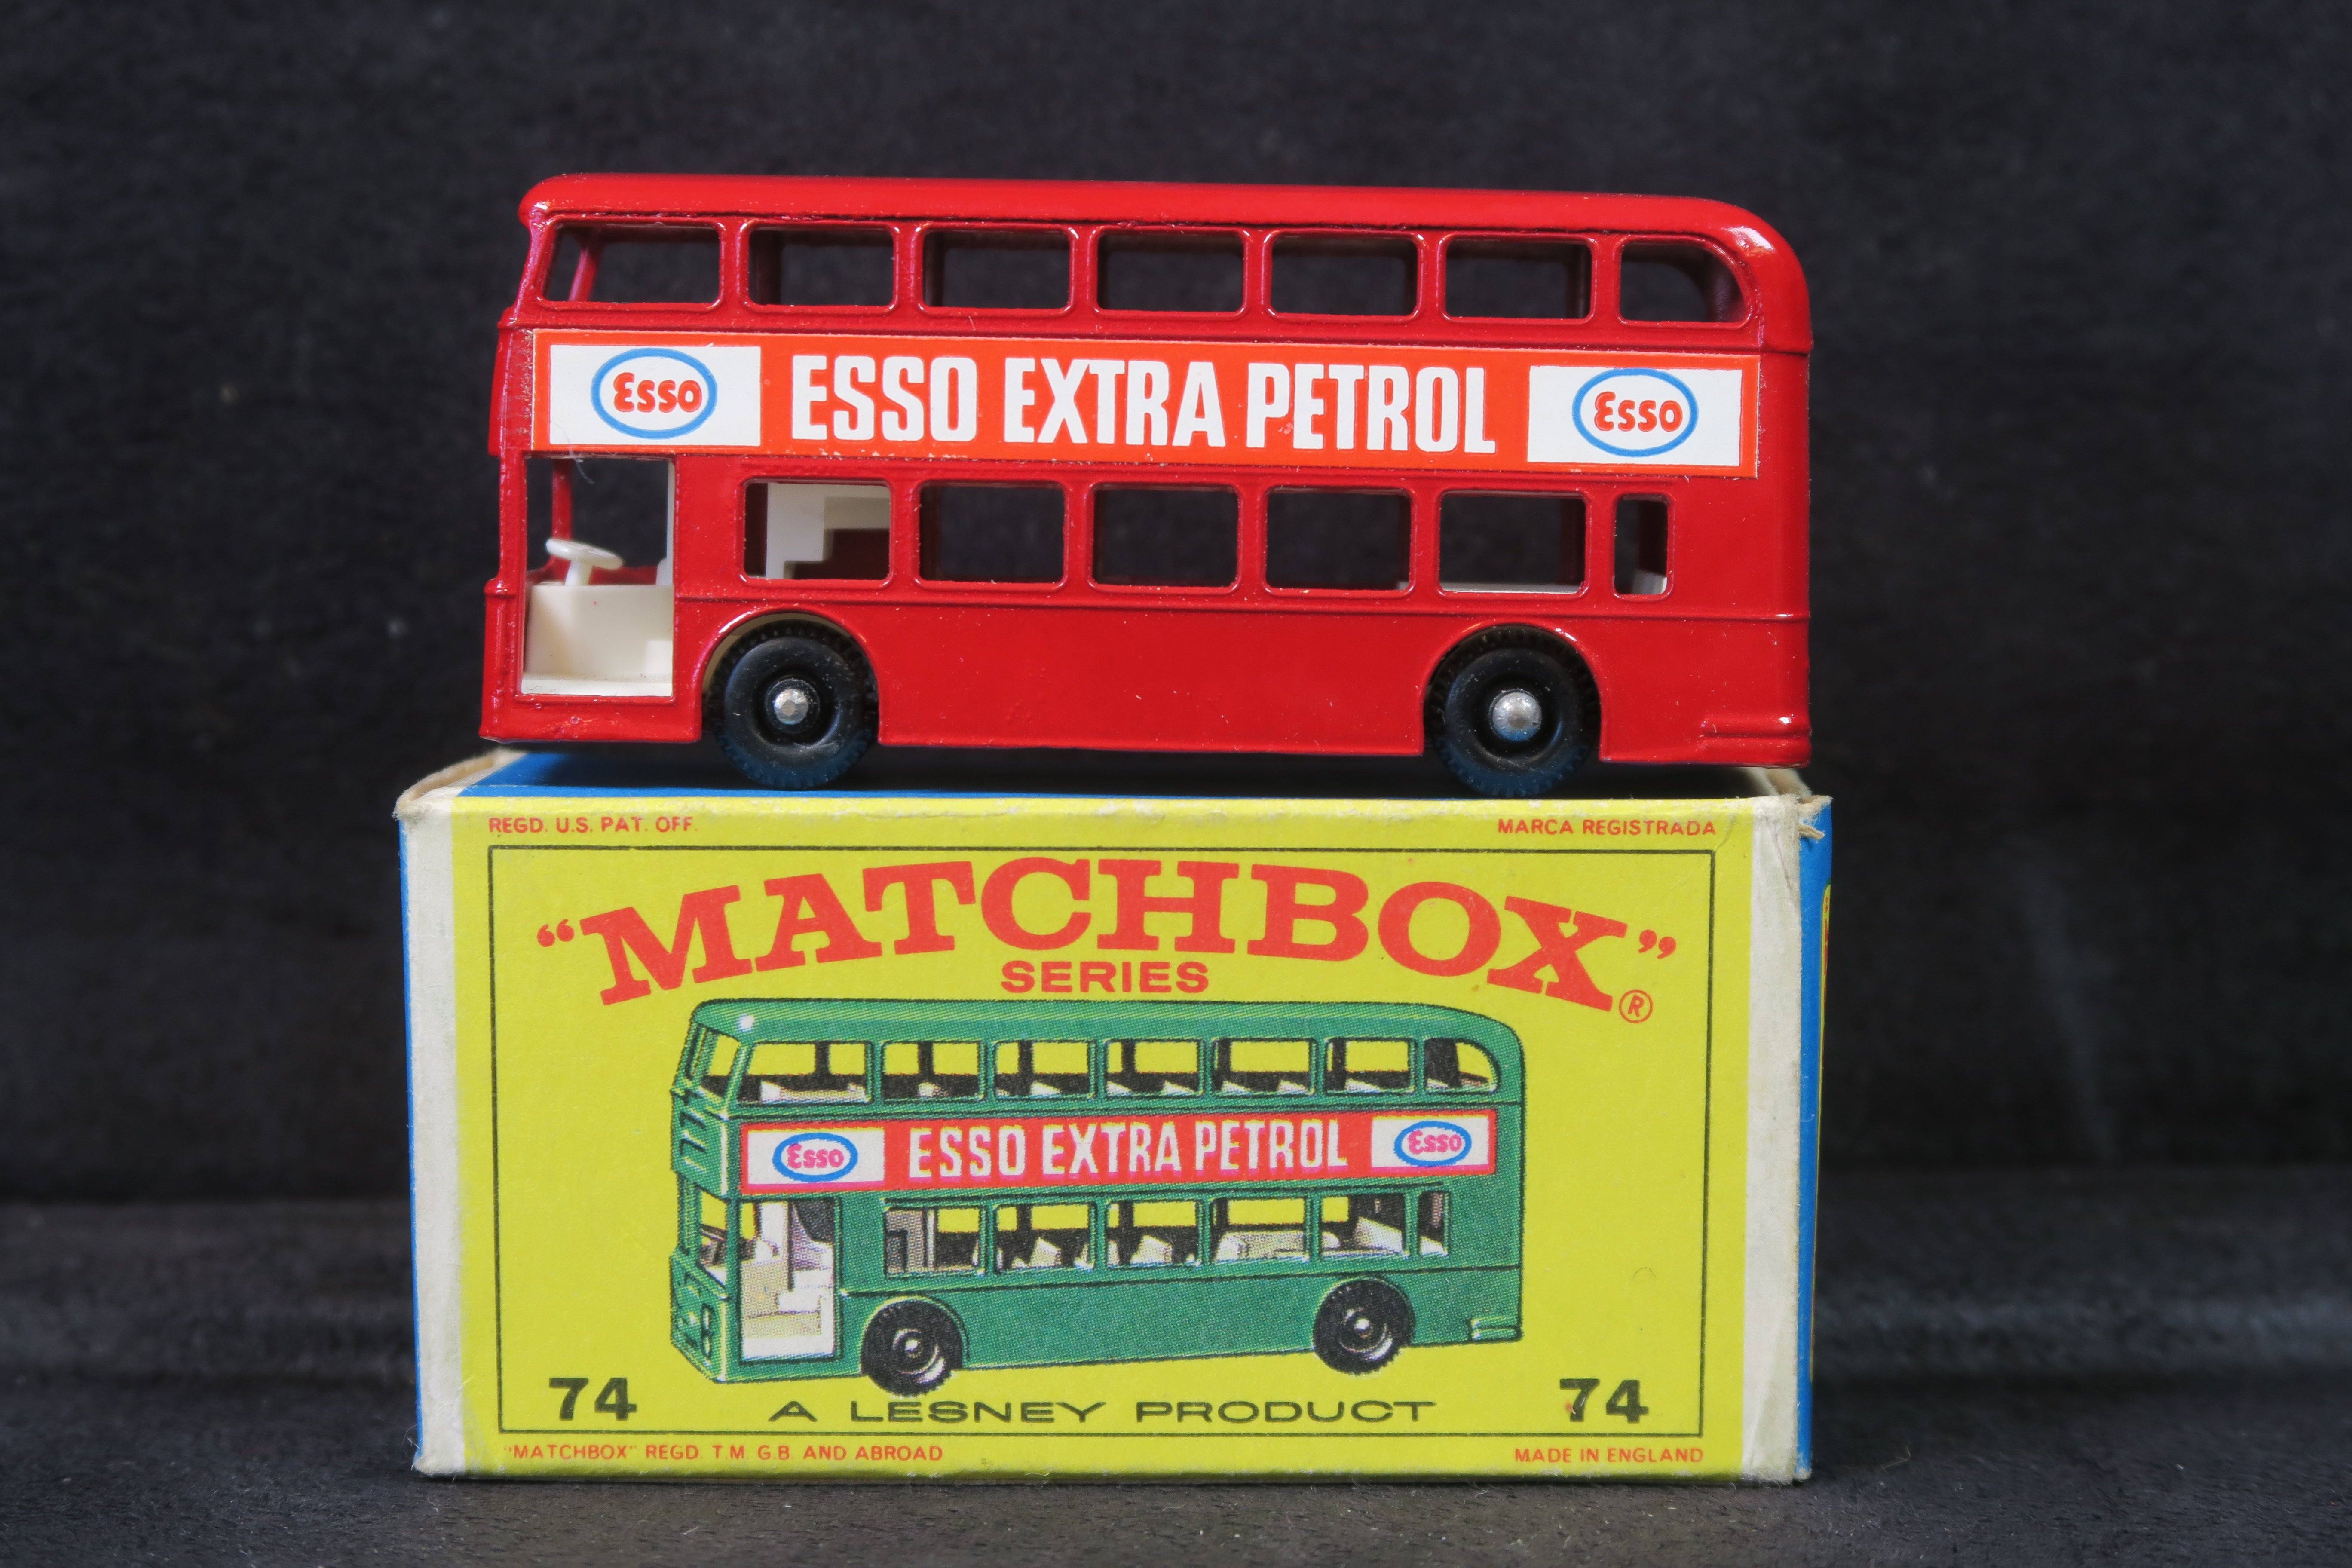 Esso ESSO EXTRA PETROL Esso
REGD. U.S. PAT. OFF. MARCA REGISTRADA
"MATCHBOX"®
SERIES
Esso ESSO EXTRA PETROL Esso
74 A LESNEY PRODUCT 74
"MATCHBOX" REGD. T.M. G.B. AND ABROAD MADE IN ENGLAND